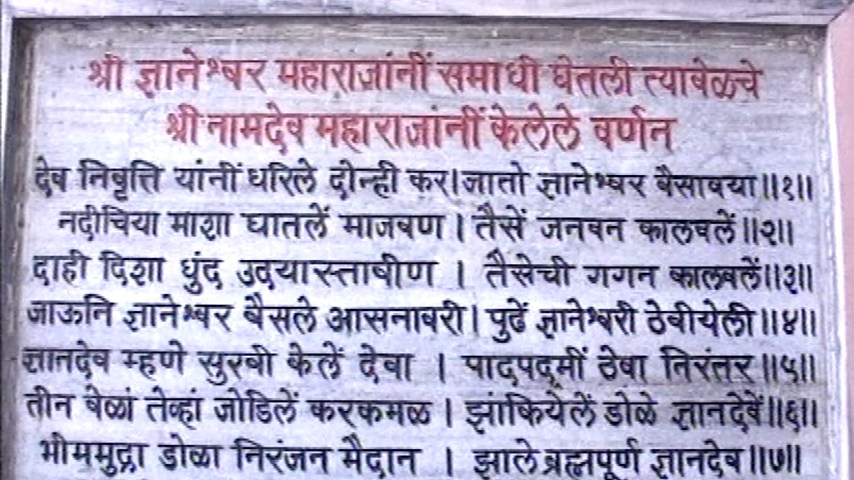 श्री ज्ञानेश्वर महाराजांनीं समाधी घेतली त्यावेळचे
श्री नामदेव महाराजांनीं केलेले वर्णन
देव निवृत्ति यांनीं धरिले दोन्ही कर। जातो ज्ञानेश्वर बैसावया॥१॥
नदीचिया माशा घातलें माजवण । तैसें जनवन कालवलें॥२॥
दाही दिशा धुंद उदयास्तावीण । तैसेची गगन कालवलें॥३॥
जाऊनि ज्ञानेश्वर बैसले आसनावरी। पुढें ज्ञानेश्वरी ठेवीयेली॥४॥
ज्ञानदेव म्हणे सुरवी केलें देवा । पादपद्मीं ठेवा निरंतर॥५॥
तीन वेळां तेव्हां जोडिलें करकमळ । झांकियेलें डोळे ज्ञानदेवें॥६॥
भीममुद्रा डोळा निरंजन मैदान । झाले ब्रह्मपूर्ण ज्ञानदेव॥७॥